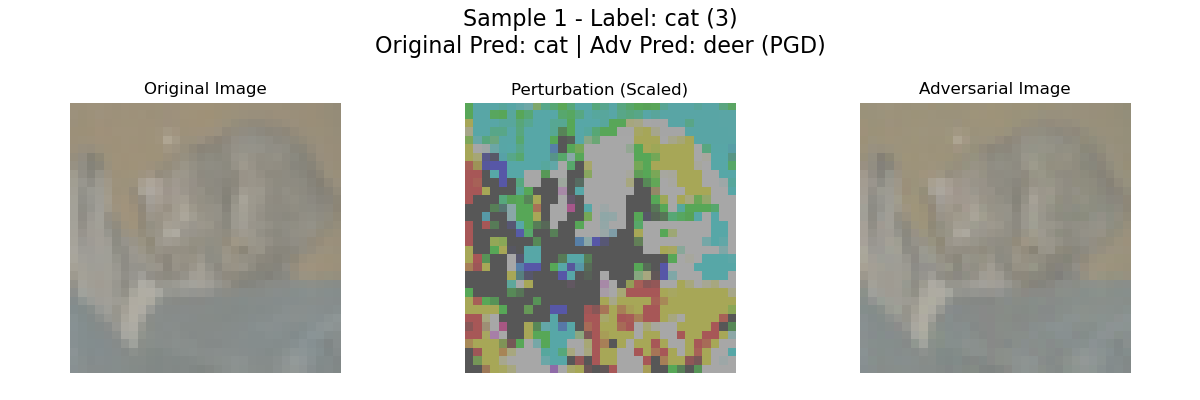 Sample 1 - Label: cat (3)
Original Pred: cat | Adv Pred: deer (PGD)
Original Image
Perturbation (Scaled)
Adversarial Image